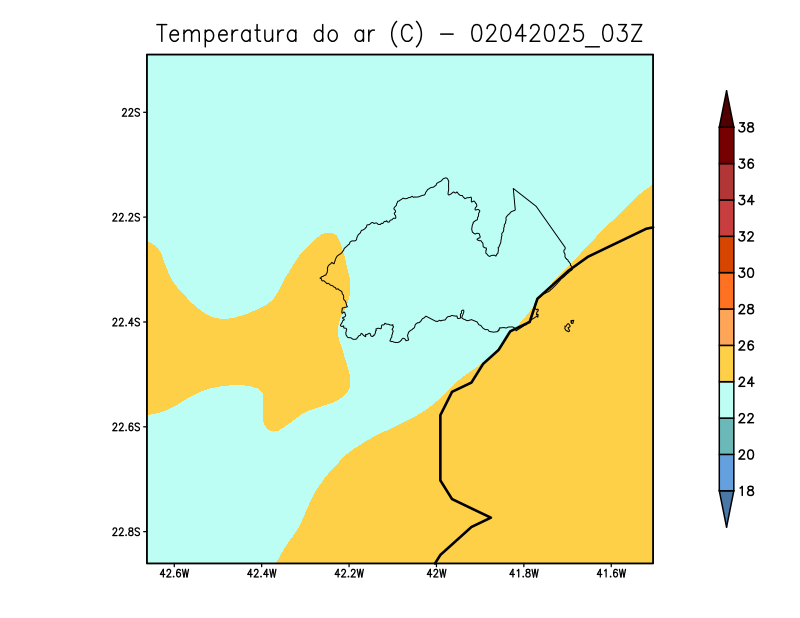 Temperatura do ar (C) - 02042025_03Z
22S
22.2S
22.4S
22.6S
22.8S
42.6W
42.4W
42.2W
42W
41.8W
41.6W
38
36
34
32
30
28
26
24
22
20
18